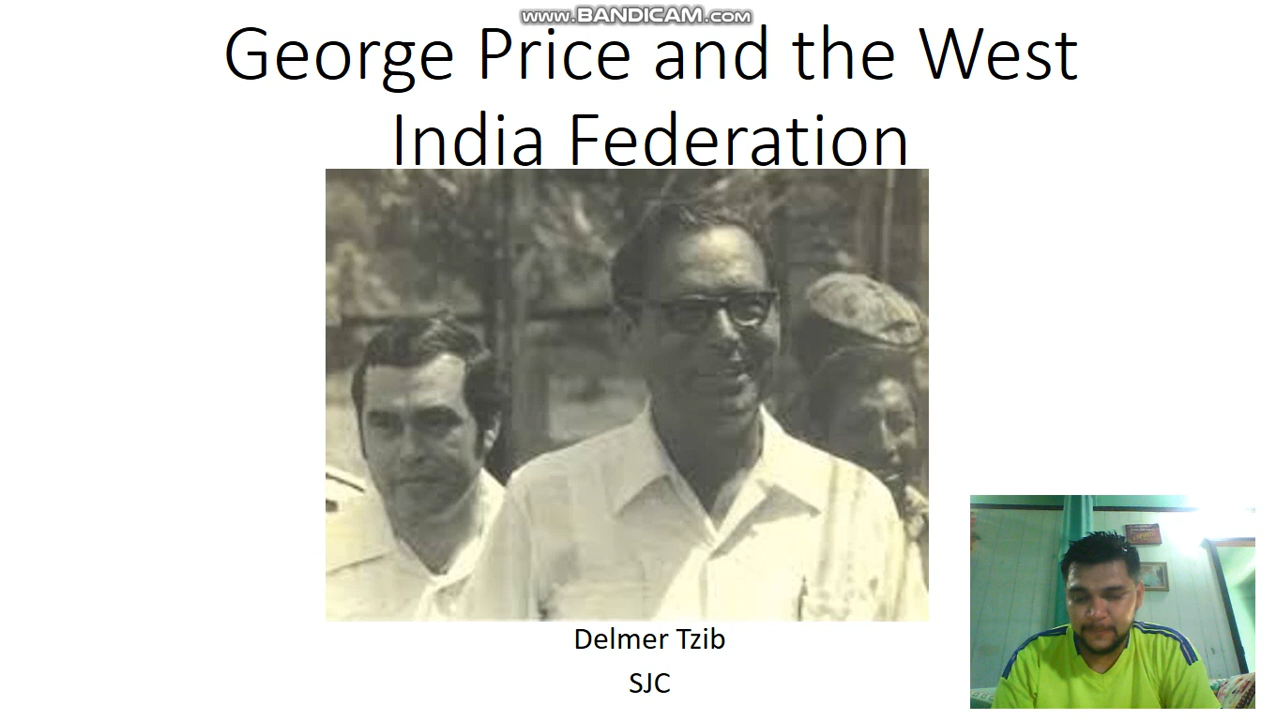 www.BANDICAM.com
George Price and the West
India Federation
Delmer Tzib
SJC